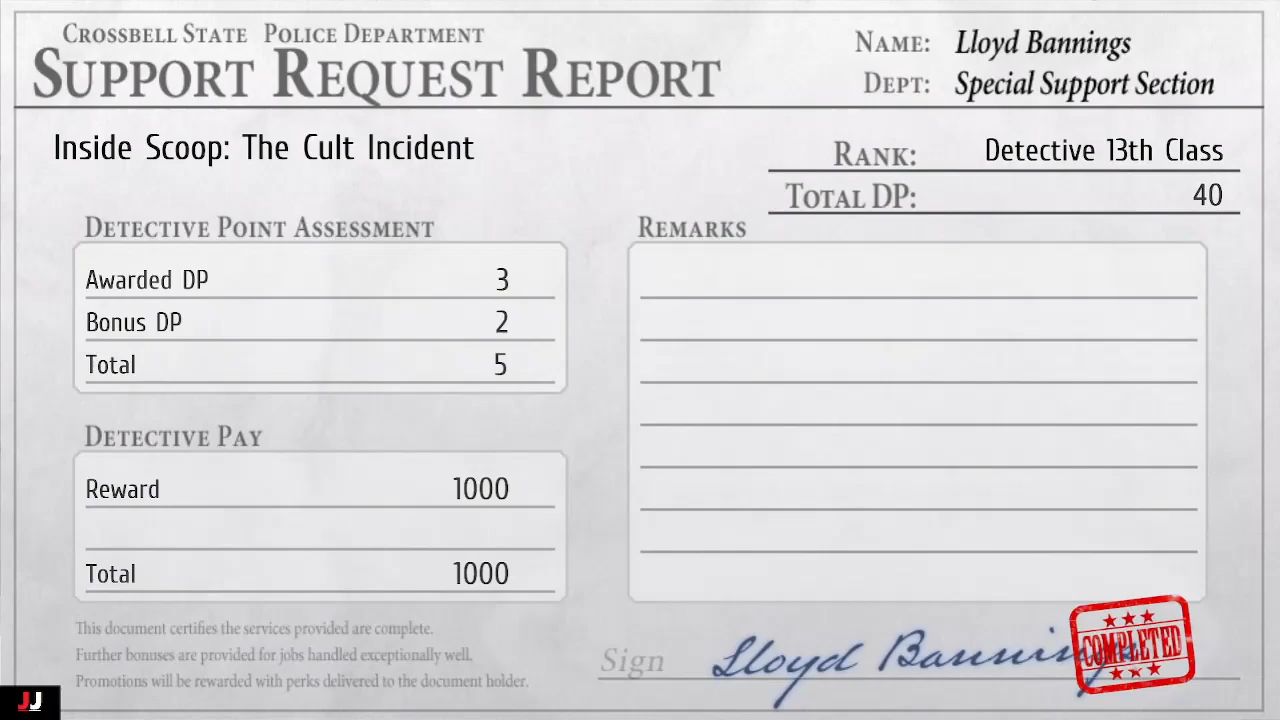 CROSSBELL STATE POLICE DEPARTMENT
SUPPORT REQUEST REPORT
NAME: Lloyd Bannings
DEPT: Special Support Section
Inside Scoop: The Cult Incident
RANK: Detective 13th Class
TOTAL DP: 40
DETECTIVE POINT ASSESSMENT
Awarded DP 3
Bonus DP 2
Total 5
REMARKS
DETECTIVE PAY
Reward 1000
Total 1000
This document certifies the services provided are complete.
Further bonuses are provided for jobs handled exceptionally well.
Promotions will be rewarded with perks delivered to the document holder.
Sign Lloyd Bannings
COMPLETED
JJ